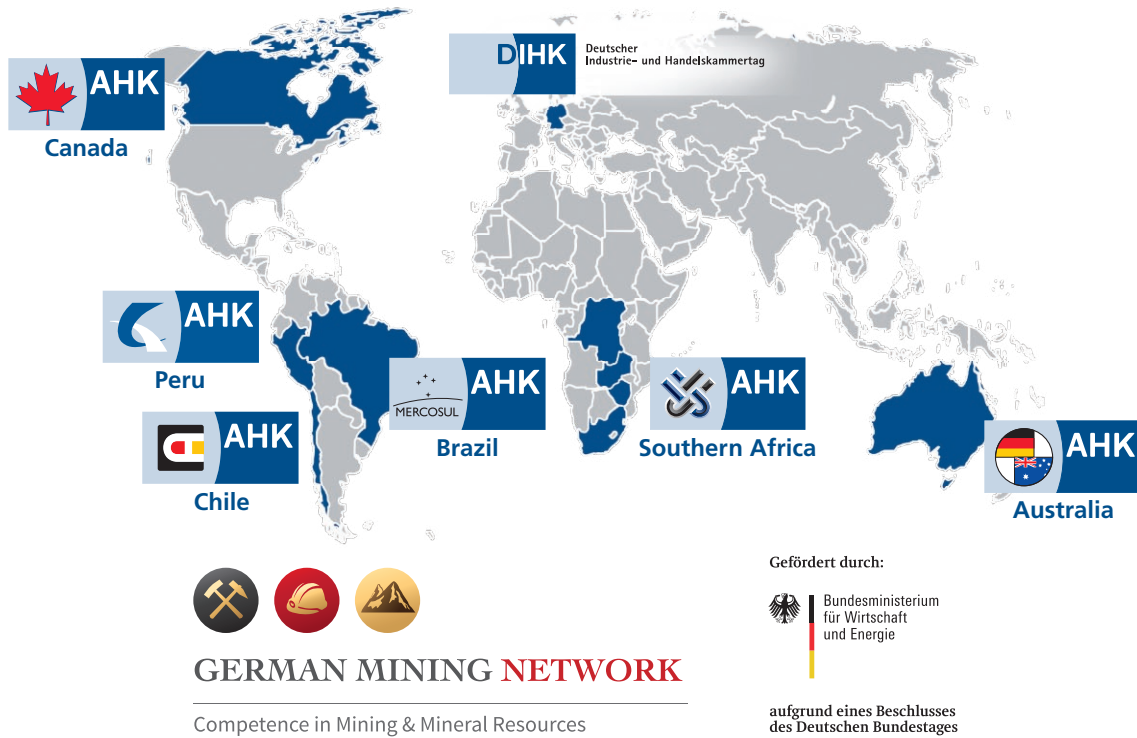 AHK
Canada
DIHK
Deutscher
Industrie- und Handelskammertag
AHK
Peru
AHK
Chile
MERCOSUL
AHK
Brazil
AHK
Southern Africa
AHK
Australia
GERMAN MINING NETWORK
Competence in Mining & Mineral Resources
Gefördert durch:
Bundesministerium
für Wirtschaft
und Energie
aufgrund eines Beschlusses
des Deutschen Bundestages